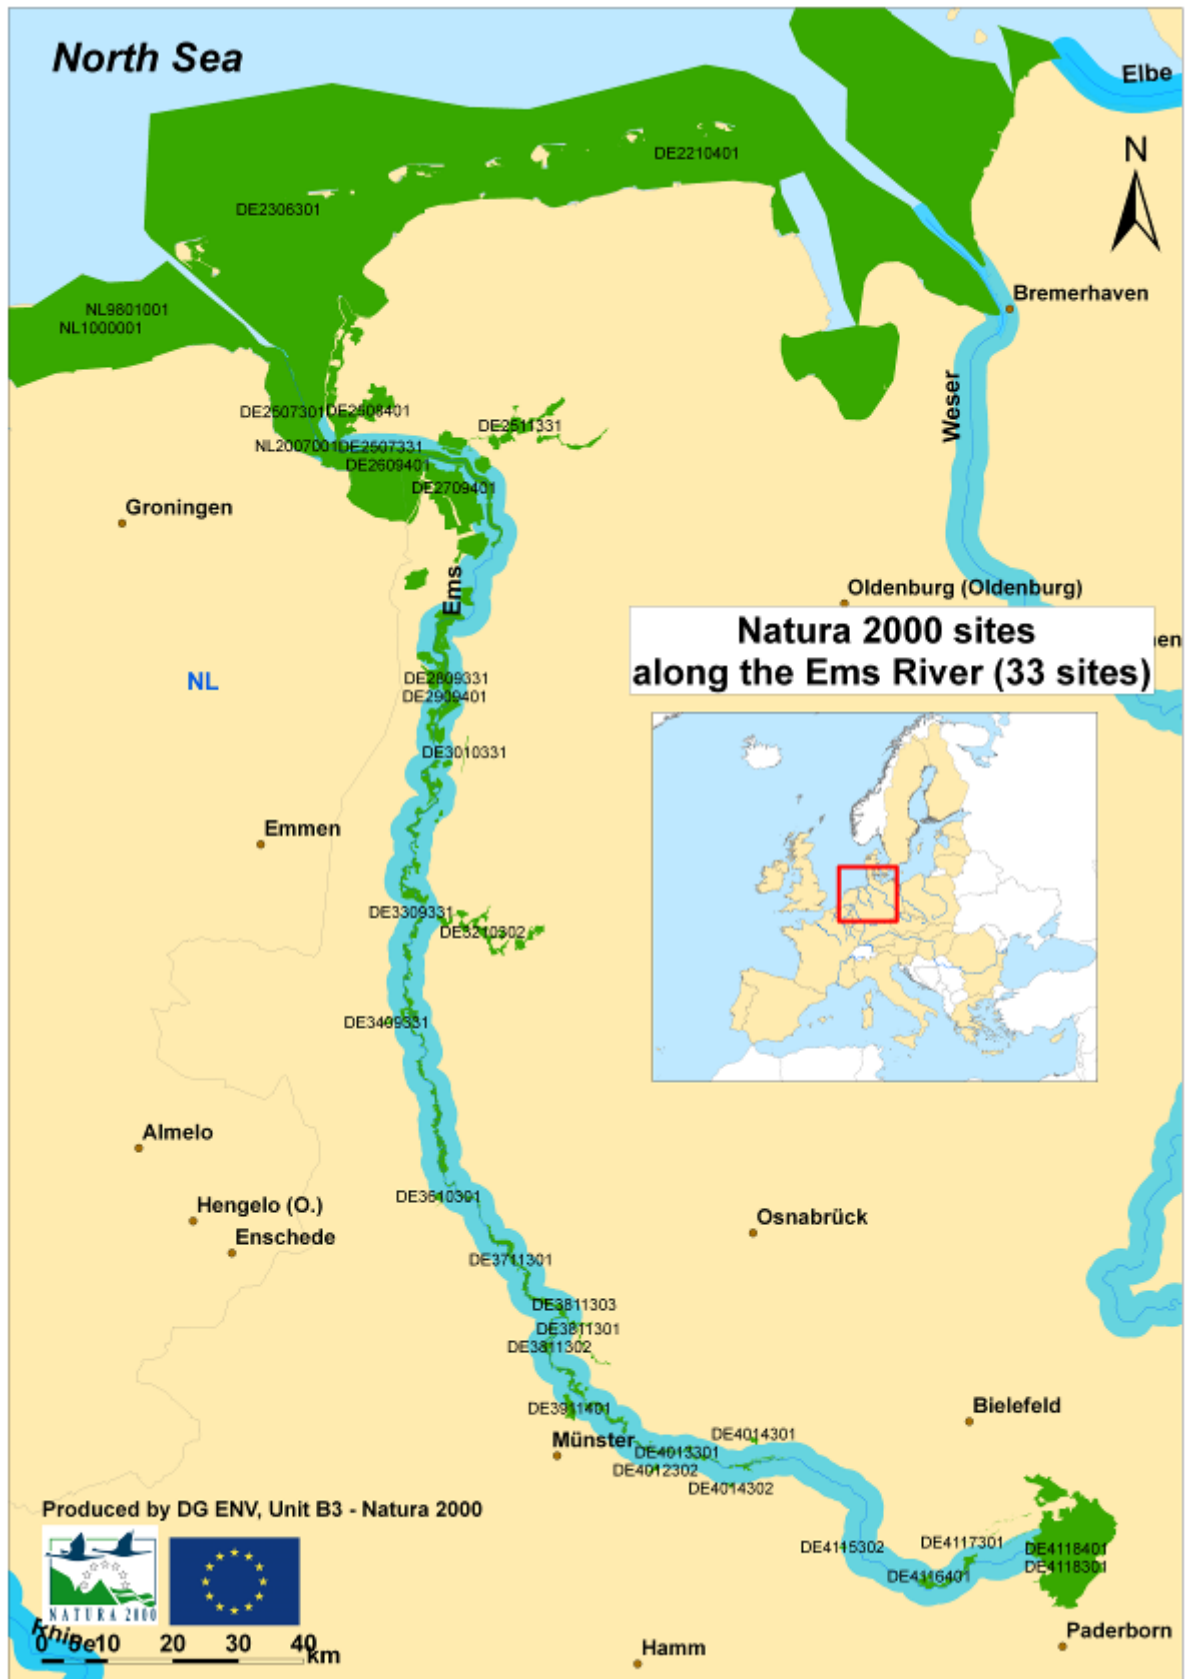 North Sea
Elbe
N
DE2210401
DE2306301
Bremerhaven
NL9801001
NL1000001
Weser
DE2507301
DE2508401
DE2511331
NL2007001
DE2507331
DE2609401
DE2709401
Groningen
Ems
Oldenburg (Oldenburg)
Natura 2000 sites
along the Ems River (33 sites)
en
NL
DE2809331
DE2909401
DE3010331
Emmen
DE3309331
DE3210302
DE3409331
Almelo
DE3610301
Hengelo (O.)
Enschede
Osnabrück
DE3711301
DE3811303
DE3811301
DE3811302
DE3911401
Bielefeld
Münster
DE4014301
DE4013301
DE4012302
DE4014302
Produced by DG ENV, Unit B3 - Natura 2000
DE4115302
DE4117301
DE4118401
DE4118301
DE4116401
NATURA 2000
Rhine
0 5 10 20 30 40 km
Hamm
Paderborn